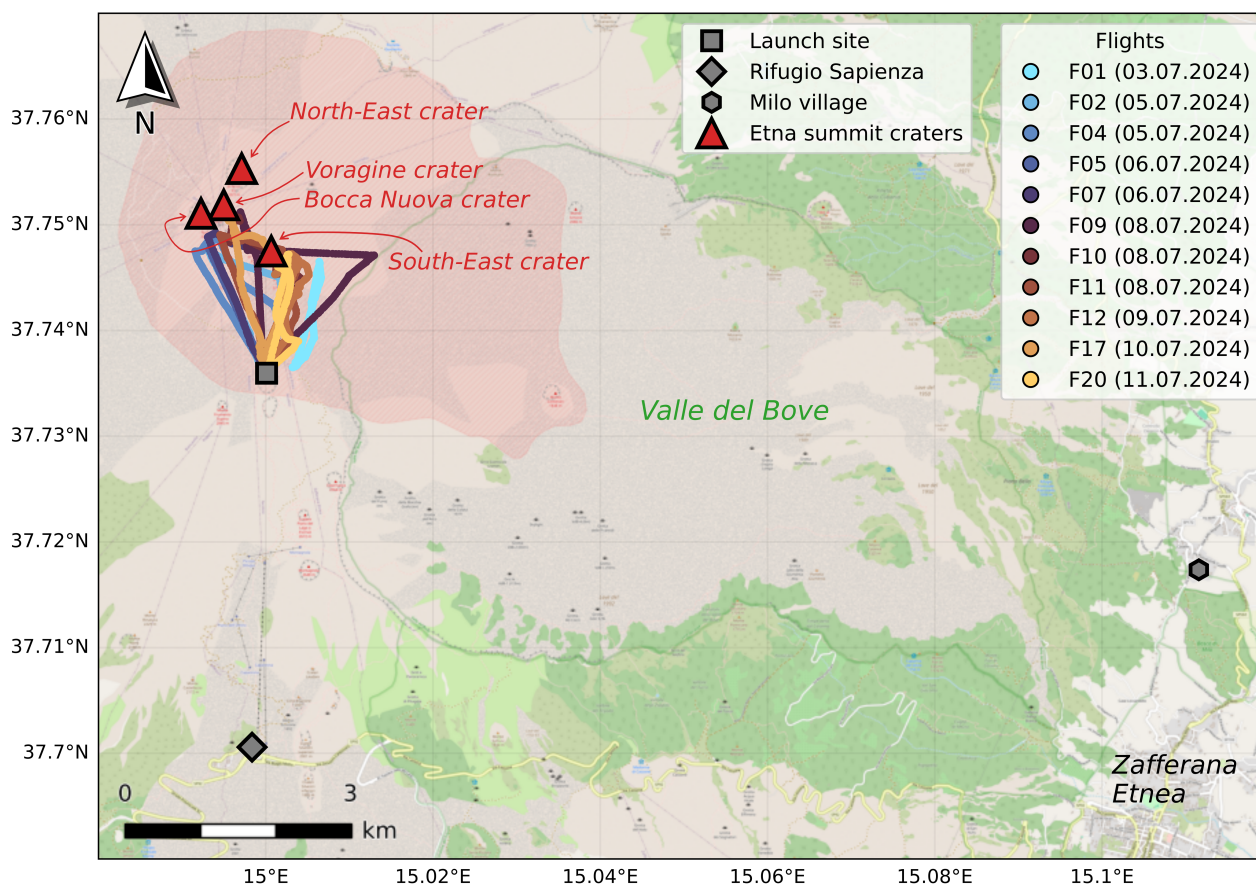 Launch site
Rifugio Sapienza
Milo village
Etna summit craters
Flights
F01 (03.07.2024)
F02 (05.07.2024)
F04 (05.07.2024)
F05 (06.07.2024)
F07 (06.07.2024)
F09 (08.07.2024)
F10 (08.07.2024)
F11 (08.07.2024)
F12 (09.07.2024)
F17 (10.07.2024)
F20 (11.07.2024)
N
North-East crater
Voragine crater
Bocca Nuova crater
South-East crater
Valle del Bove
Zafferana
Etnea
0 3
km
37.76°N
37.75°N
37.74°N
37.73°N
37.72°N
37.71°N
37.7°N
15°E 15.02°E 15.04°E 15.06°E 15.08°E 15.1°E